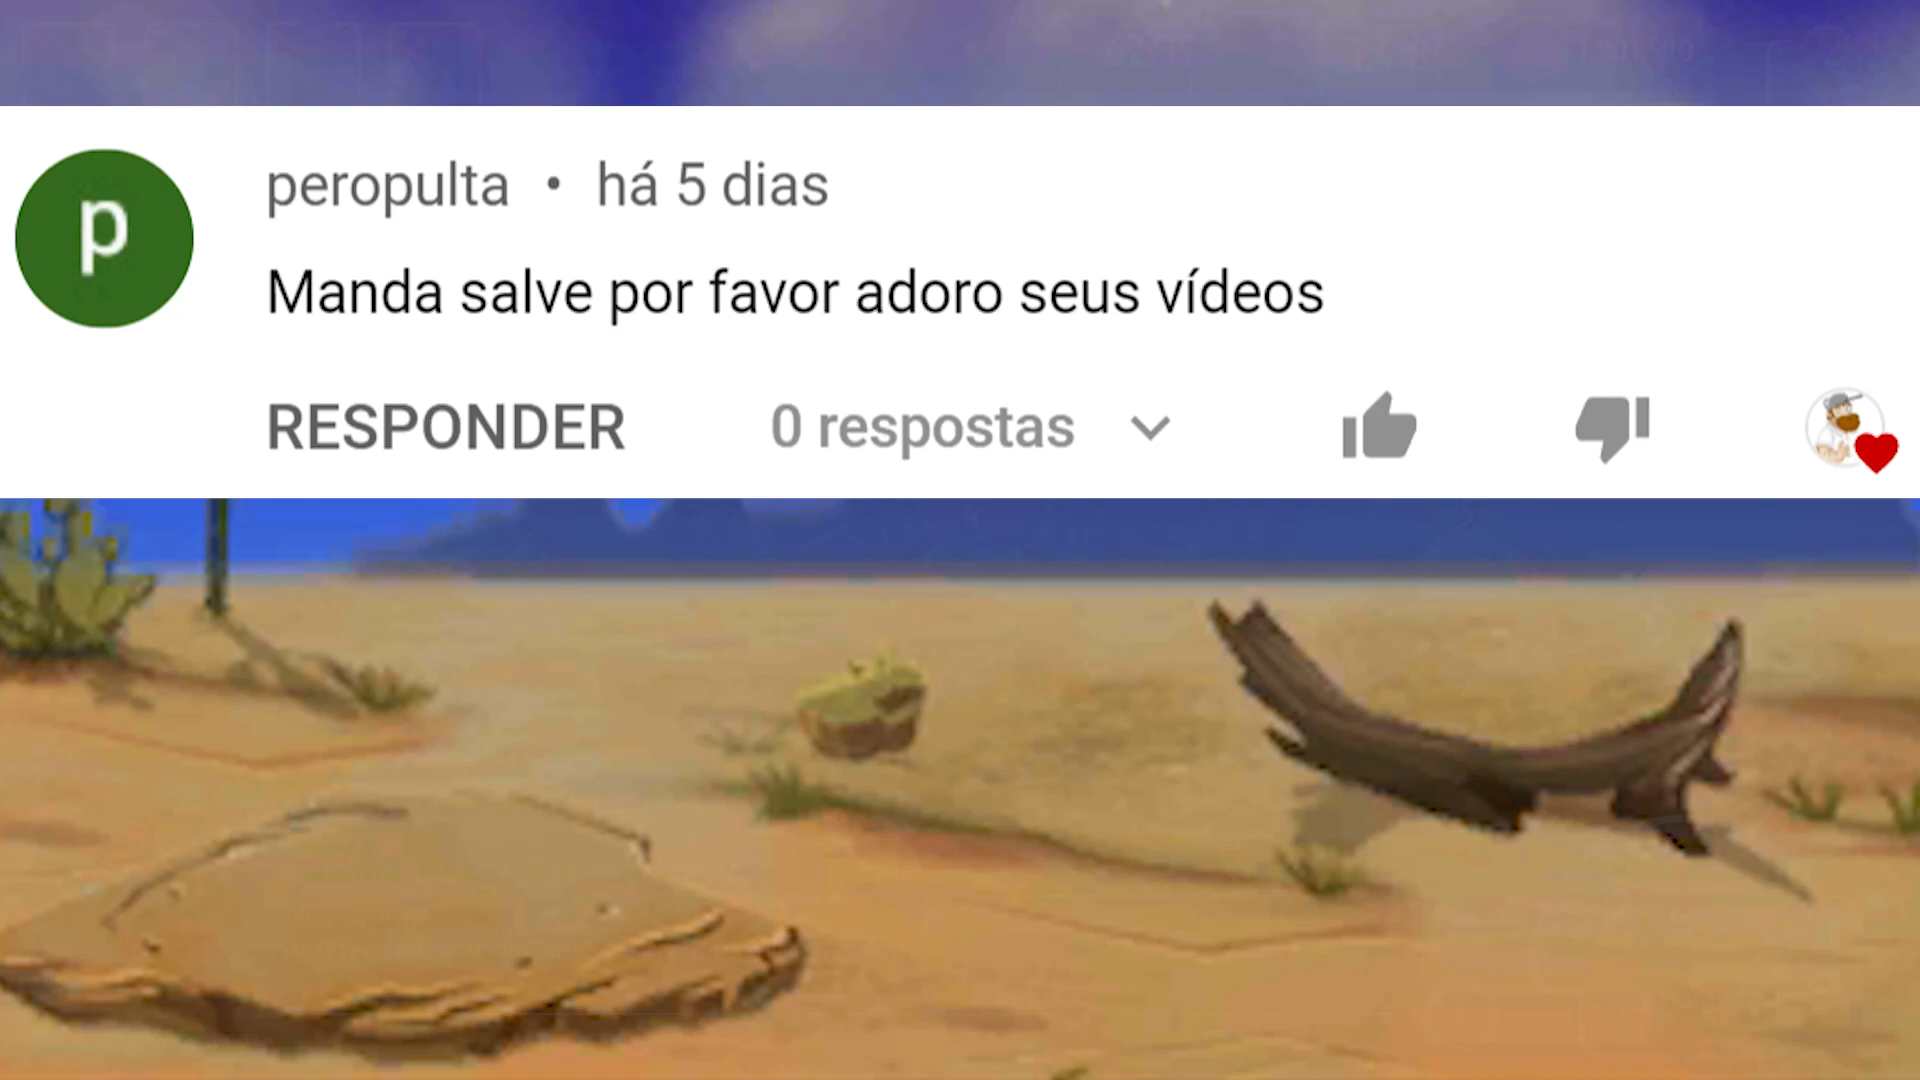 p
peropulta • há 5 dias
Manda salve por favor adoro seus vídeos
RESPONDER 0 respostas